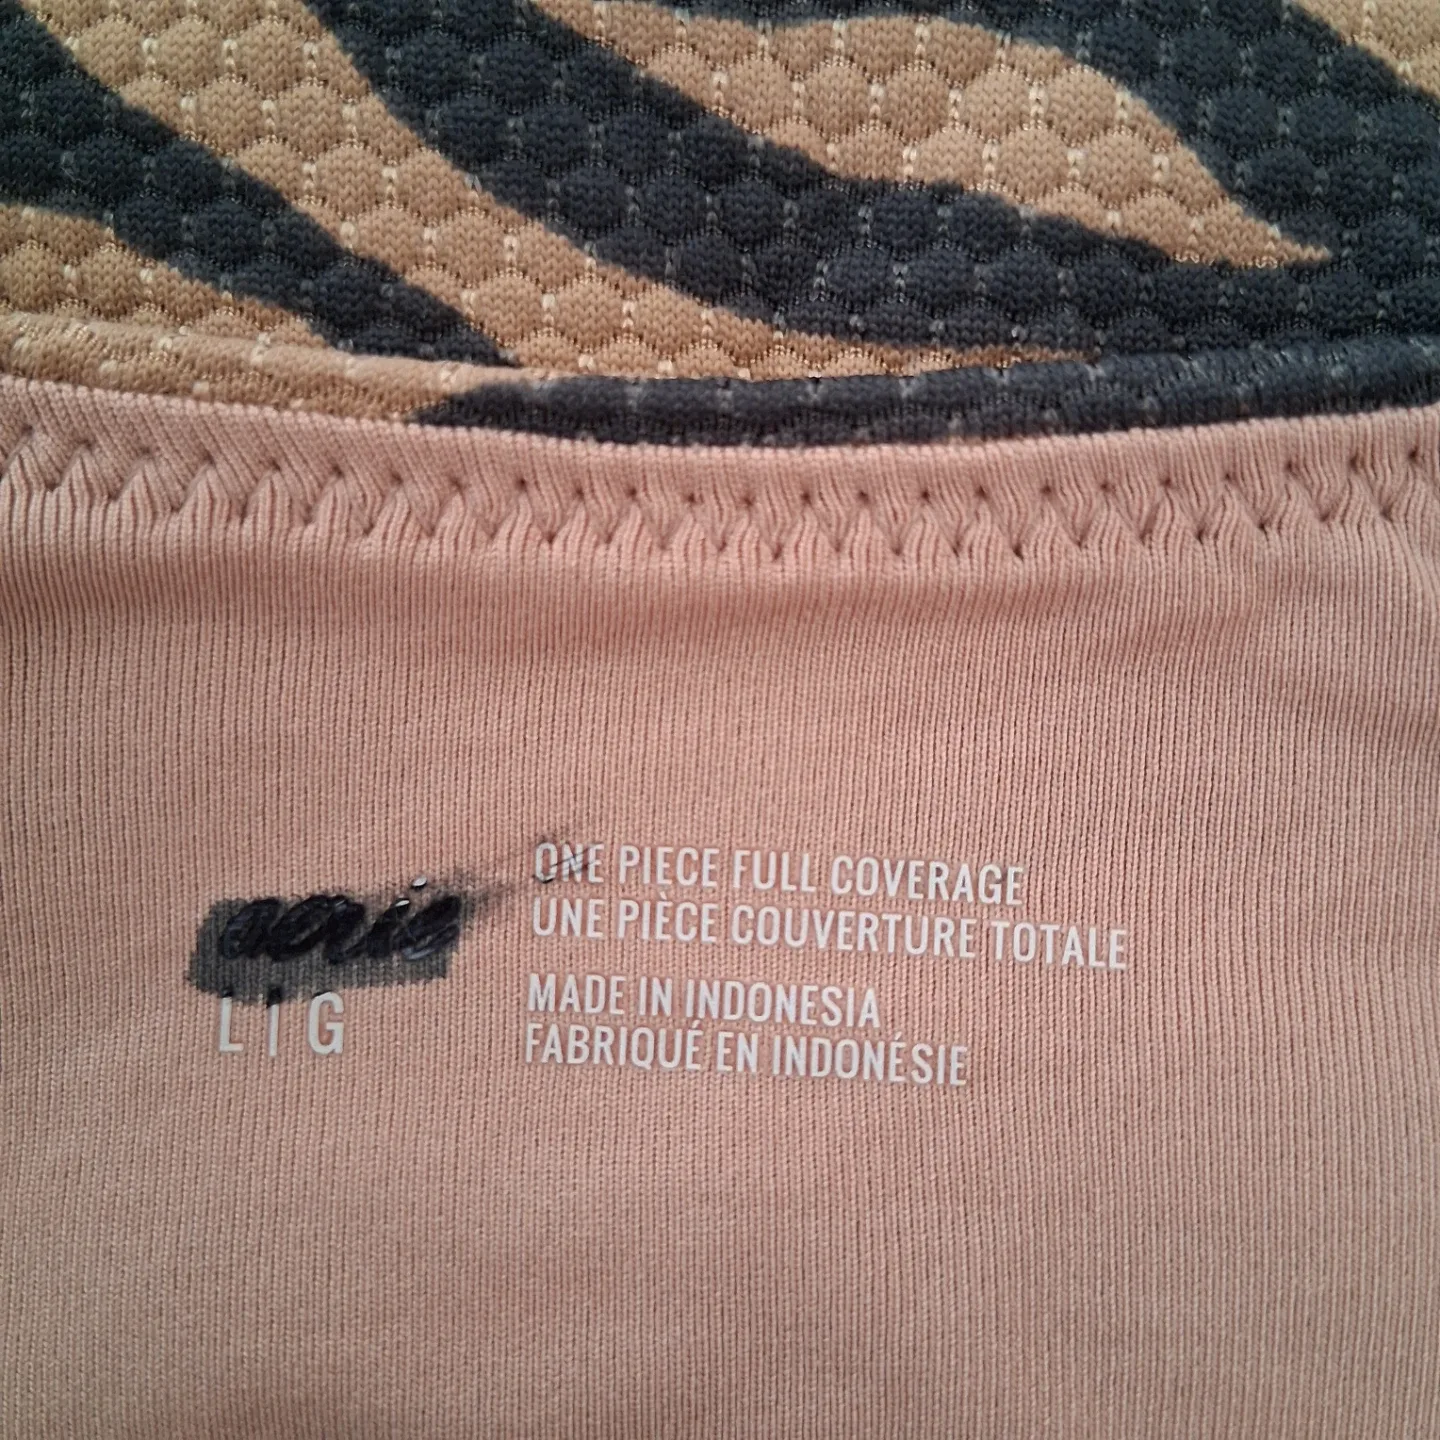 aerie
L | G
ONE PIECE FULL COVERAGE
UNE PIÈCE COUVERTURE TOTALE
MADE IN INDONESIA
FABRIQUÉ EN INDONÉSIE